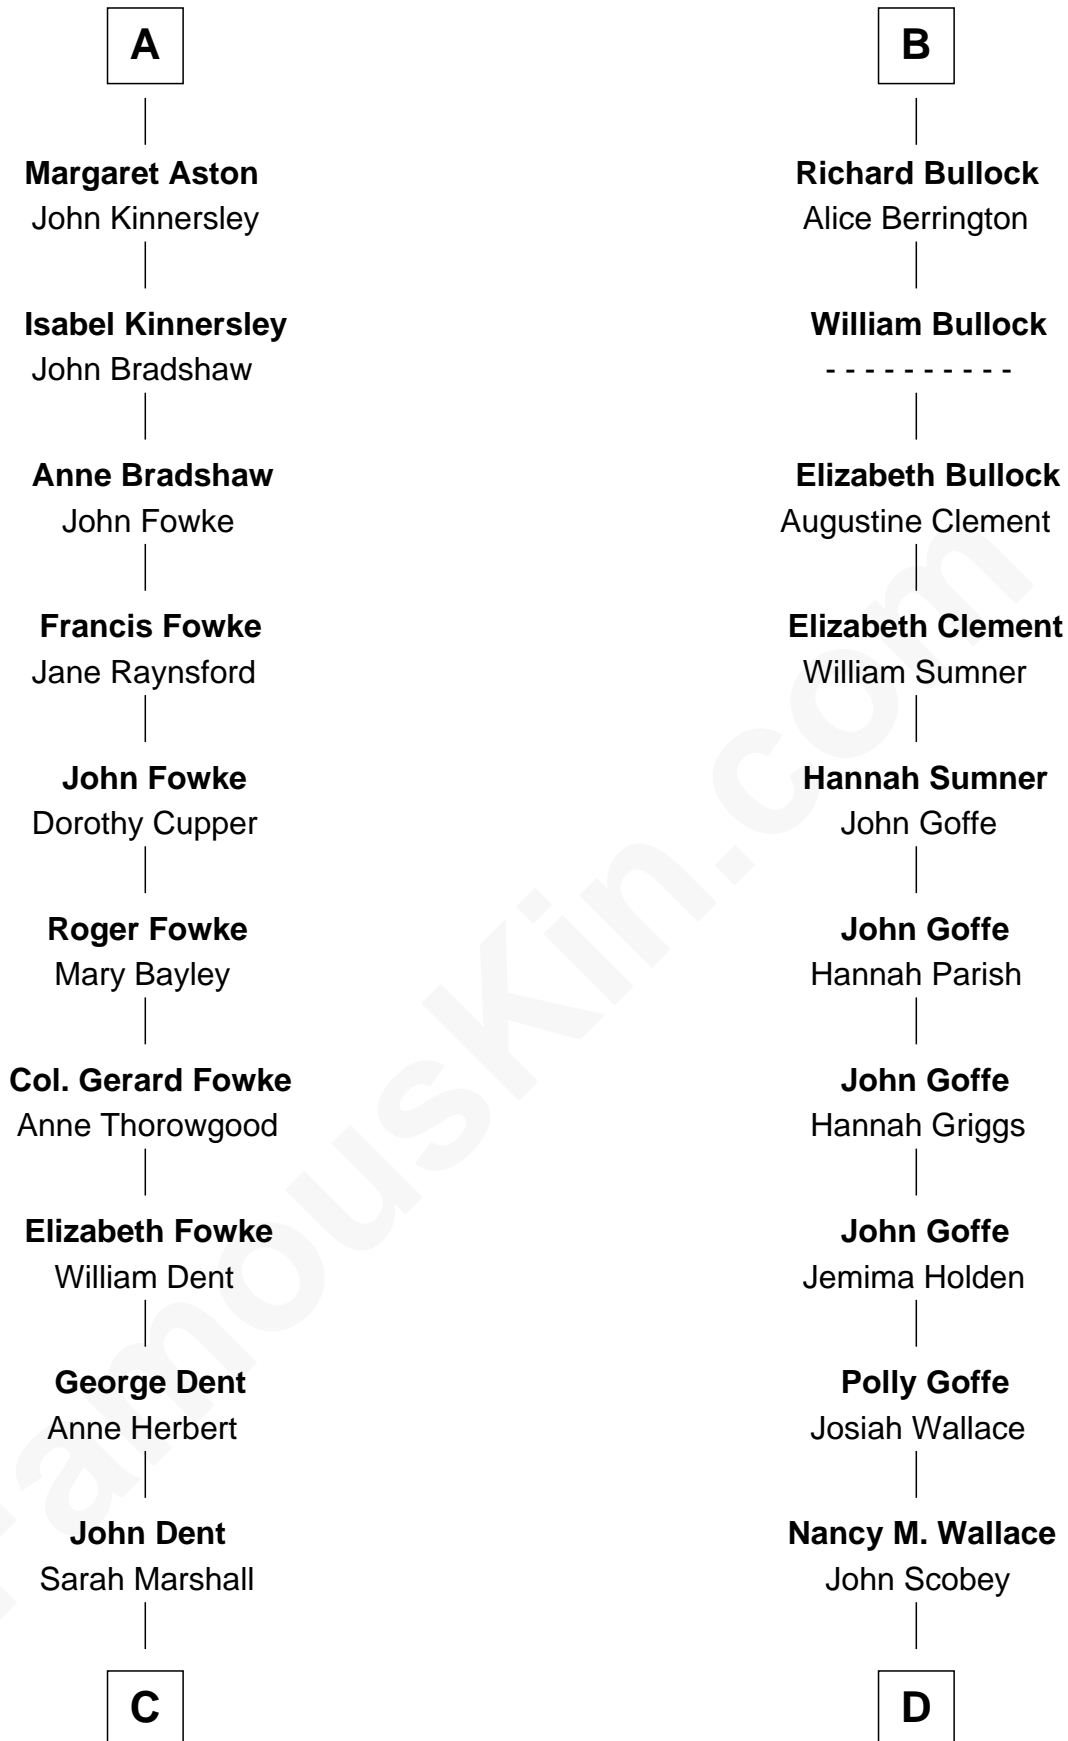 A
Margaret Aston
John Kinnersley
Isabel Kinnersley
John Bradshaw
Anne Bradshaw
John Fowke
Francis Fowke
Jane Raynsford
John Fowke
Dorothy Cupper
Roger Fowke
Mary Bayley
Col. Gerard Fowke
Anne Thorowgood
Elizabeth Fowke
William Dent
George Dent
Anne Herbert
John Dent
Sarah Marshall
C
B
Richard Bullock
Alice Berrington
William Bullock
- - - - - - - - - -
Elizabeth Bullock
Augustine Clement
Elizabeth Clement
William Sumner
Hannah Sumner
John Goffe
John Goffe
Hannah Parish
John Goffe
Hannah Griggs
John Goffe
Jemima Holden
Polly Goffe
Josiah Wallace
Nancy M. Wallace
John Scobey
D
FamousKin.com